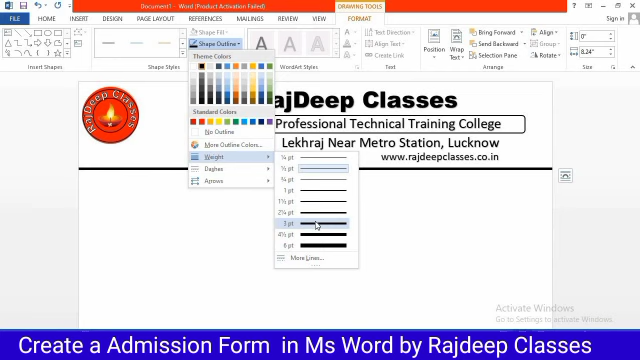 Document1 - Word (Product Activation Failed)
DRAWING TOOLS
FILE HOME INSERT DESIGN PAGE LAYOUT REFERENCES MAILINGS REVIEW VIEW FORMAT
Sign in
Shape Fill
Shape Outline
Text Direction
Align Text
Create Link
Position
Wrap Text
Bring Forward
Send Backward
Selection Pane
Align
Group
Rotate
0"
8.24"
Insert Shapes
Shape Styles
WordArt Styles
Text
Arrange
Size
Theme Colors
Standard Colors
No Outline
More Outline Colors...
Weight
Dashes
Arrows
¼ pt
½ pt
¾ pt
1 pt
1½ pt
2¼ pt
3 pt
4½ pt
6 pt
More Lines...
RajDeep Classes
ajDeep Classes
Professional Technical Training College
Lekhraj Near Metro Station, Lucknow
www.rajdeepclasses.co.in
Activate Windows
Go to Settings to activate Windows.
Create a Admission Form in Ms Word by Rajdeep Classes